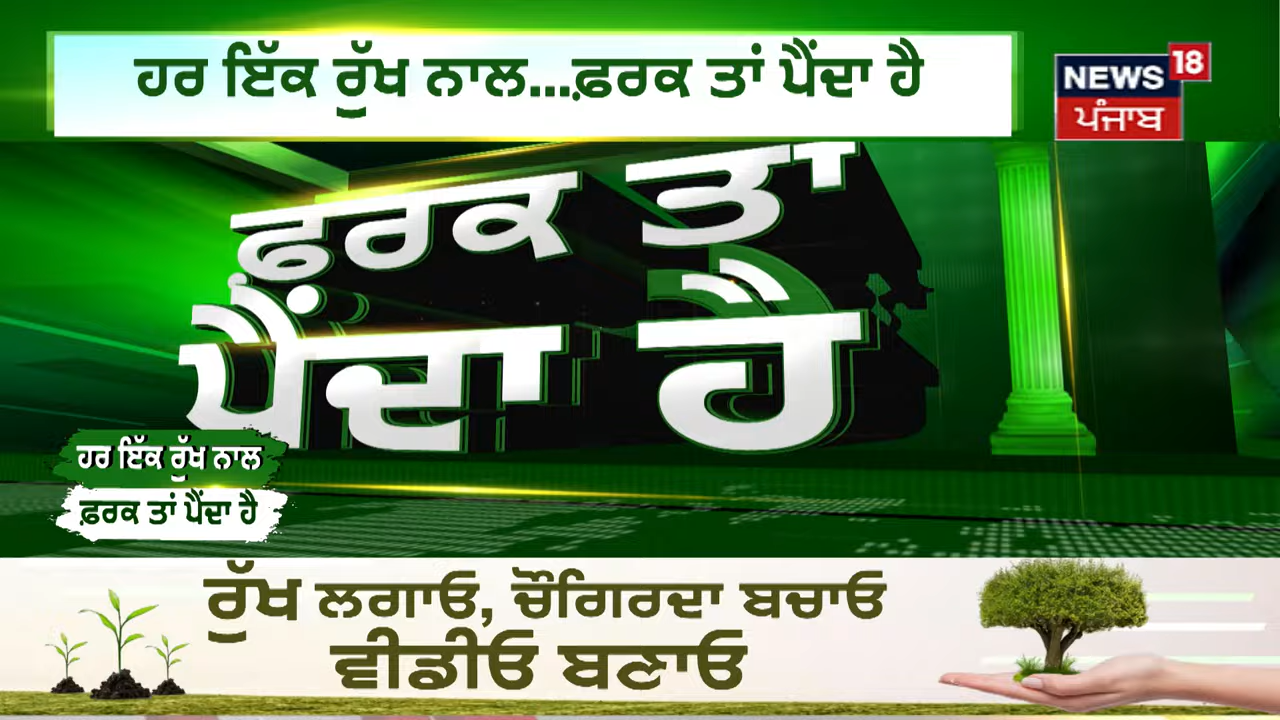 ਹਰ ਇੱਕ ਰੁੱਖ ਨਾਲ...ਫ਼ਰਕ ਤਾਂ ਪੈਂਦਾ ਹੈ
NEWS 18
ਪੰਜਾਬ
ਫ਼ਰਕ ਤਾਂ
ਪੈਂਦਾ ਹੈ
ਹਰ ਇੱਕ ਰੁੱਖ ਨਾਲ
ਫ਼ਰਕ ਤਾਂ ਪੈਂਦਾ ਹੈ
ਰੁੱਖ ਲਗਾਓ, ਚੌਗਿਰਦਾ ਬਚਾਓ
ਵੀਡੀਓ ਬਣਾਓ